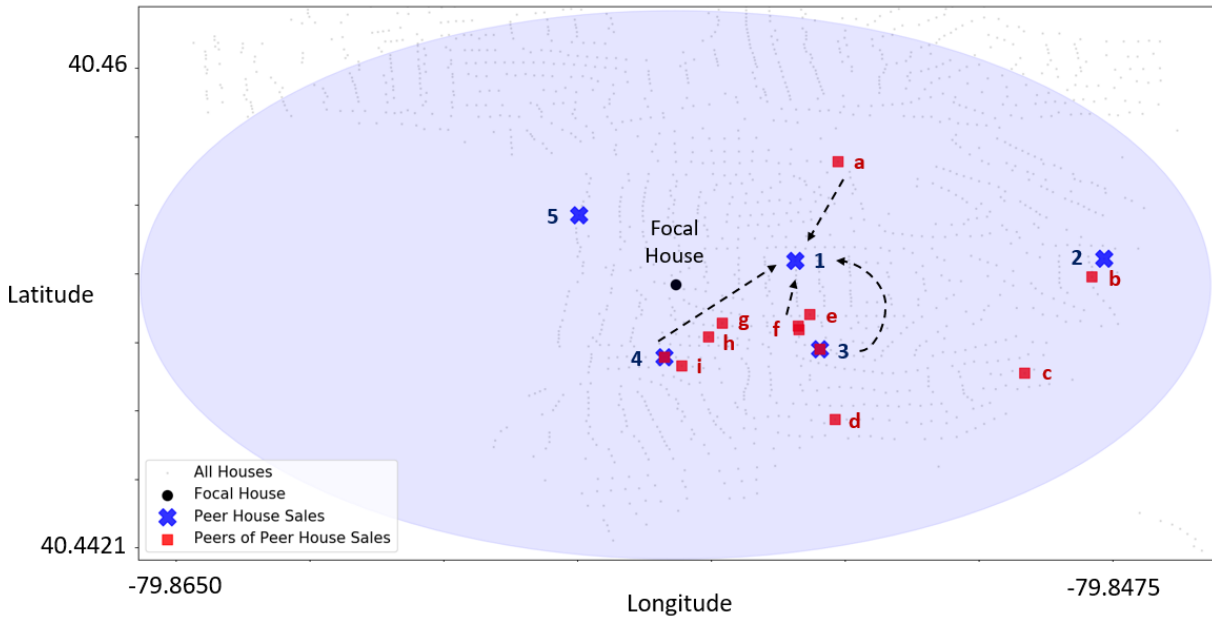 40.46
a
5
Focal
House
1
2
b
Latitude
g
e
f
h
4
i
3
c
d
All Houses
Focal House
Peer House Sales
Peers of Peer House Sales
40.4421
-79.8650
-79.8475
Longitude